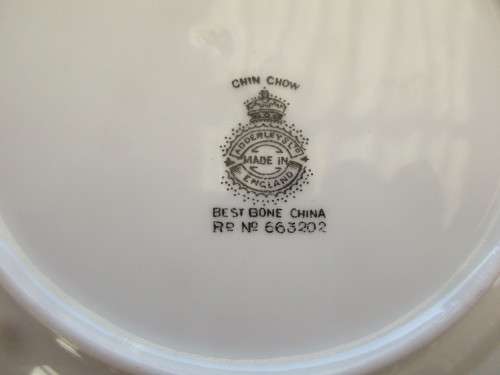 CHIN CHOW
ADDERLEYS LTD
MADE IN
ENGLAND
BEST BONE CHINA
RD NO 663202